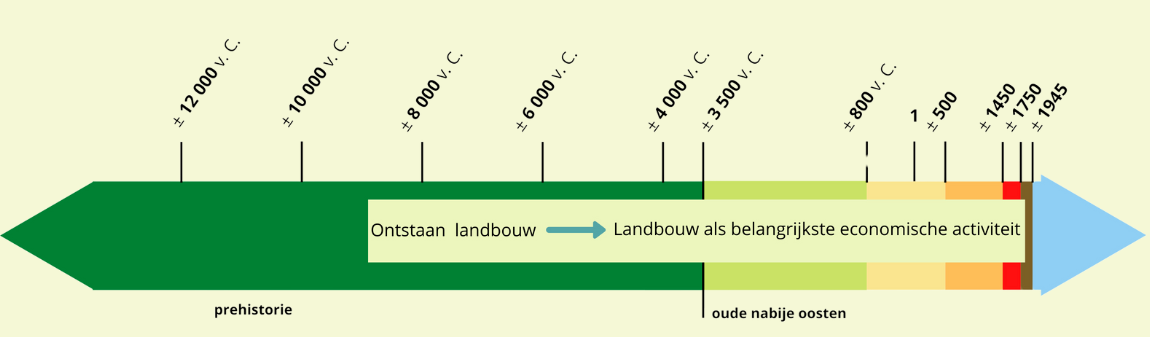 ± 12 000 v. C.
± 10 000 v. C.
± 8 000 v. C.
± 6 000 v. C.
± 4 000 v. C.
± 3 500 v. C.
± 800 v. C.
1
± 500
± 1450
± 1750
± 1945
Ontstaan landbouw
Landbouw als belangrijkste economische activiteit
prehistorie
oude nabije oosten